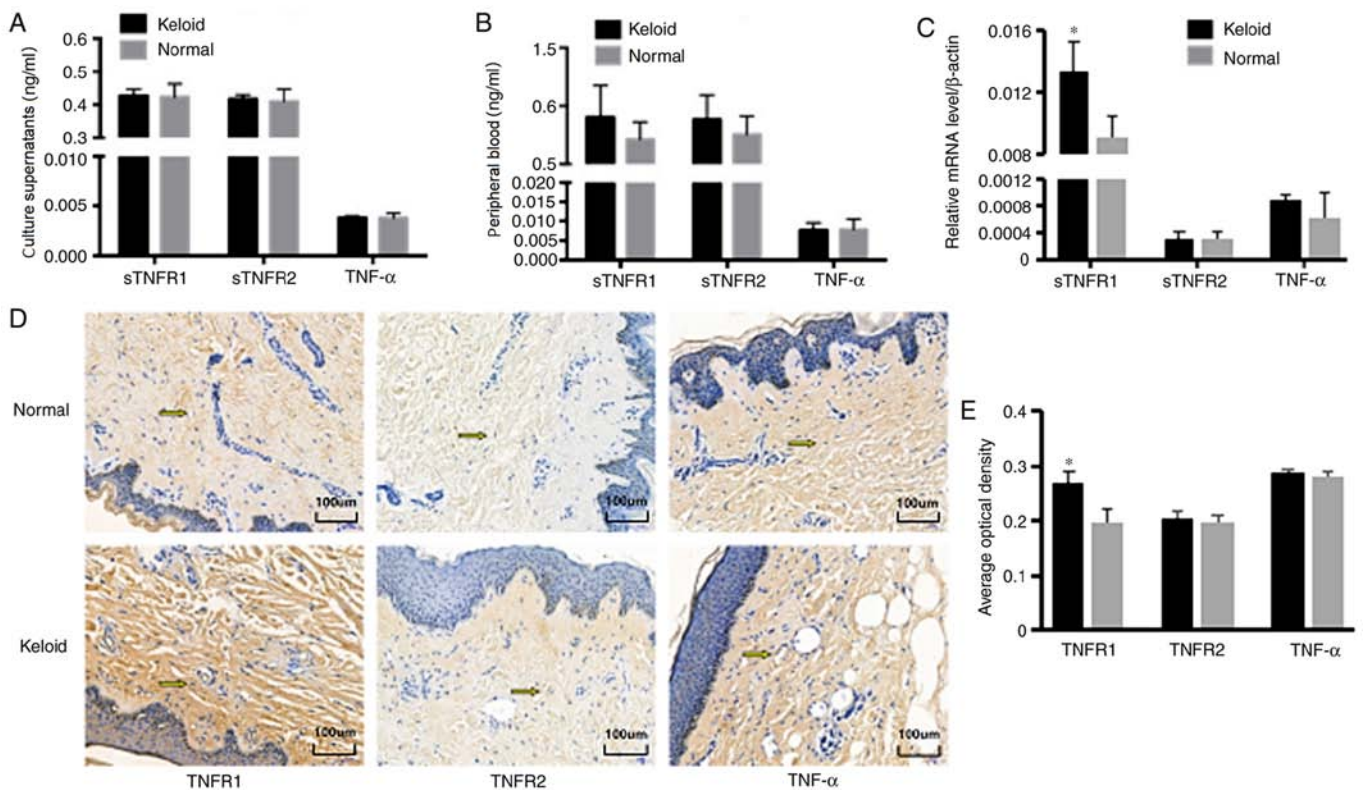 A
Keloid
Normal
Culture supernatants (ng/ml)
0.6
0.5
0.4
0.3
0.010
0.005
0.000
sTNFR1 sTNFR2 TNF-α
B
Keloid
Normal
Peripheral blood (ng/ml)
1.5
0.6
0.5
0.020
0.015
0.010
0.005
0.000
sTNFR1 sTNFR2 TNF-α
C
Keloid
Normal
Relative mRNA level/β-actin
0.016
0.012
0.008
0.0012
0.0008
0.0004
0
*
sTNFR1 sTNFR2 TNF-α
D
Normal
100um 100um 100um
Keloid
100um 100um 100um
TNFR1 TNFR2 TNF-α
E
Average optical density
0.4
0.3
0.2
0.1
0
*
TNFR1 TNFR2 TNF-α